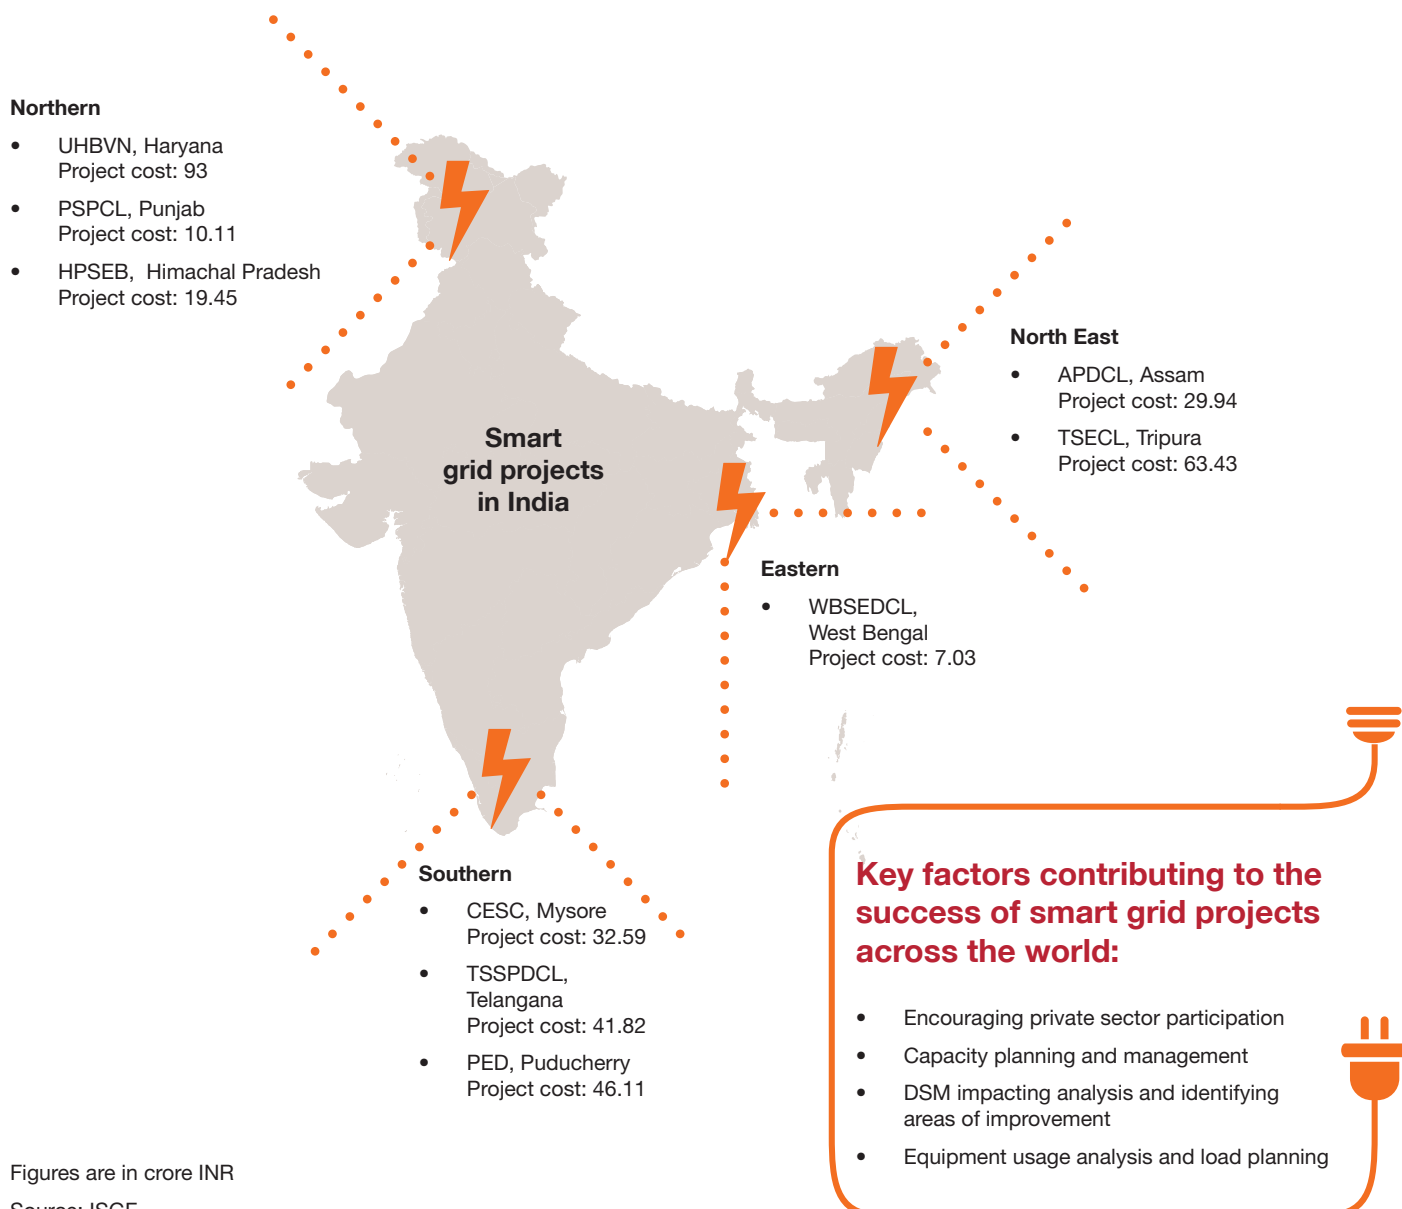 Northern
• UHBVN, Haryana
Project cost: 93
• PSPCL, Punjab
Project cost: 10.11
• HPSEB, Himachal Pradesh
Project cost: 19.45
Smart
grid projects
in India
North East
• APDCL, Assam
Project cost: 29.94
• TSECL, Tripura
Project cost: 63.43
Eastern
• WBSEDCL,
West Bengal
Project cost: 7.03
Southern
• CESC, Mysore
Project cost: 32.59
• TSSPDCL,
Telangana
Project cost: 41.82
• PED, Puducherry
Project cost: 46.11
Key factors contributing to the
success of smart grid projects
across the world:
• Encouraging private sector participation
• Capacity planning and management
• DSM impacting analysis and identifying
areas of improvement
• Equipment usage analysis and load planning
Figures are in crore INR
Source: ISGF